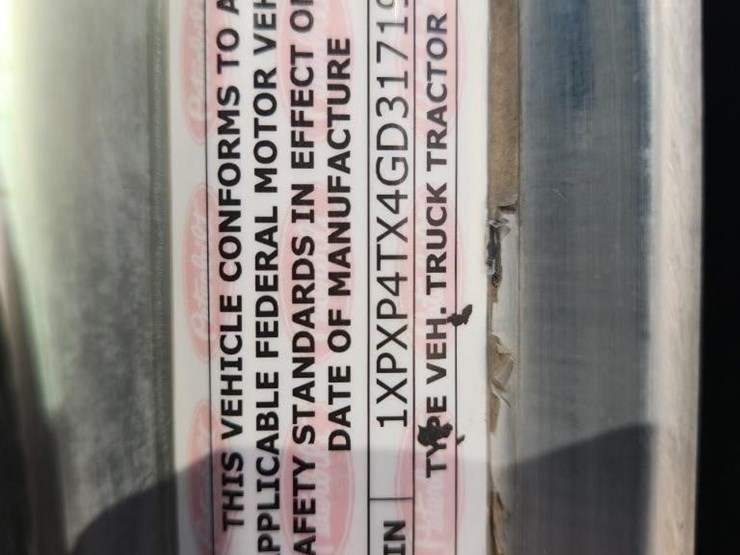 THIS VEHICLE CONFORMS TO A
PPLICABLE FEDERAL MOTOR VEH
AFETY STANDARDS IN EFFECT O
DATE OF MANUFACTURE
IN 1XPXP4TX4GD31719
TYPE VEH. TRUCK TRACTOR